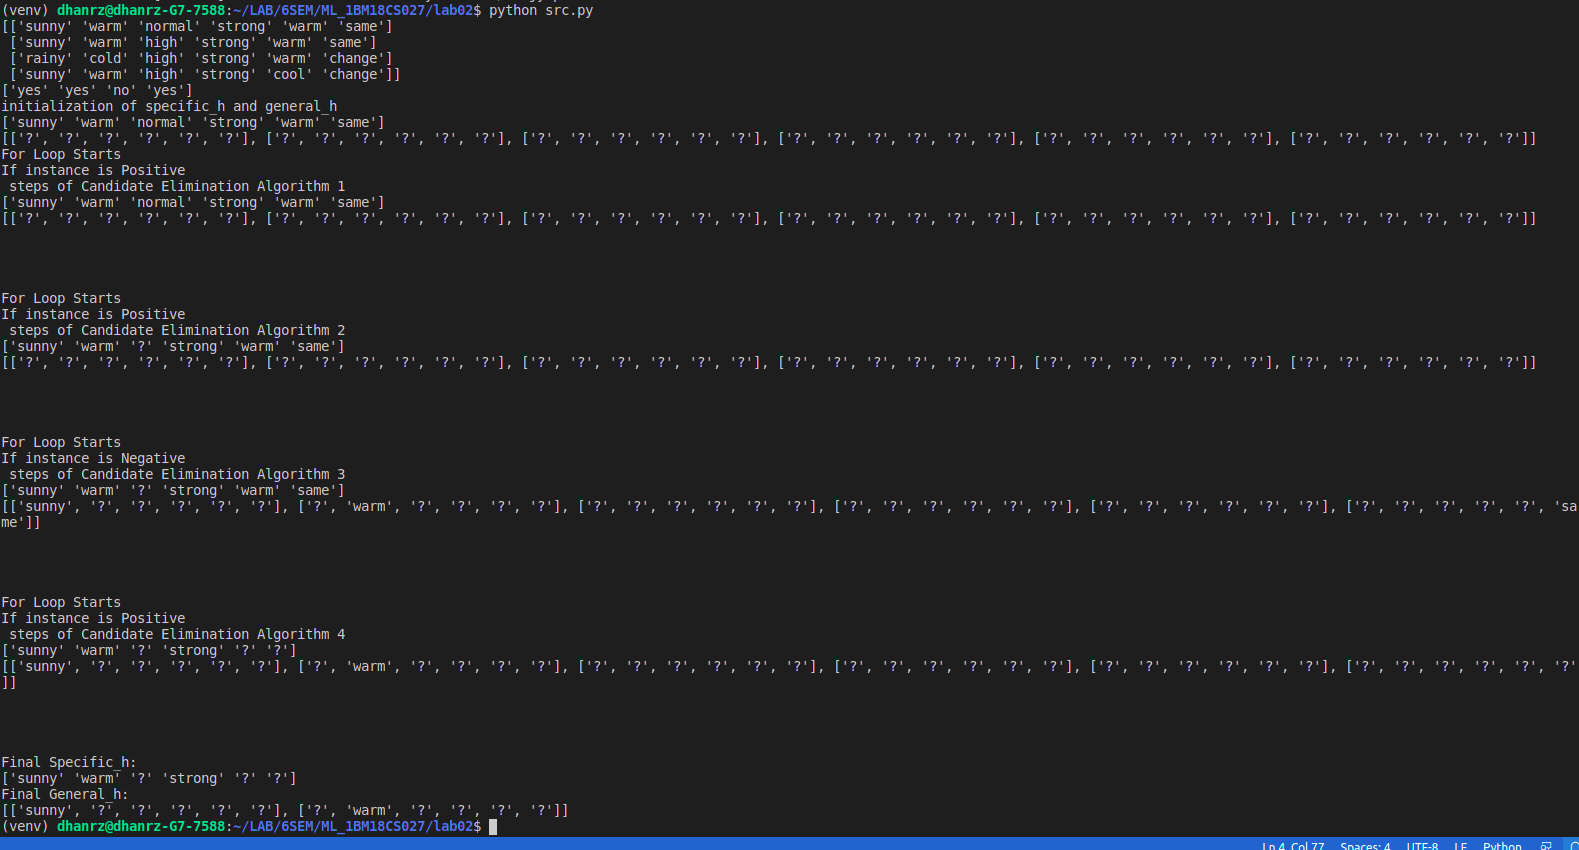 (venv) dhanrz@dhanrz-G7-7588:~/LAB/6SEM/ML_1BM18CS027/lab02$ python src.py
[['sunny' 'warm' 'normal' 'strong' 'warm' 'same']
 ['sunny' 'warm' 'high' 'strong' 'warm' 'same']
 ['rainy' 'cold' 'high' 'strong' 'warm' 'change']
 ['sunny' 'warm' 'high' 'strong' 'cool' 'change']]
['yes' 'yes' 'no' 'yes']
initialization of specific_h and general_h
['sunny' 'warm' 'normal' 'strong' 'warm' 'same']
[['?', '?', '?', '?', '?', '?'], ['?', '?', '?', '?', '?', '?'], ['?', '?', '?', '?', '?', '?'], ['?', '?', '?', '?', '?', '?'], ['?', '?', '?', '?', '?', '?'], ['?', '?', '?', '?', '?', '?']]
For Loop Starts
If instance is Positive
 steps of Candidate Elimination Algorithm 1
['sunny' 'warm' 'normal' 'strong' 'warm' 'same']
[['?', '?', '?', '?', '?', '?'], ['?', '?', '?', '?', '?', '?'], ['?', '?', '?', '?', '?', '?'], ['?', '?', '?', '?', '?', '?'], ['?', '?', '?', '?', '?', '?'], ['?', '?', '?', '?', '?', '?']]
For Loop Starts
If instance is Positive
 steps of Candidate Elimination Algorithm 2
['sunny' 'warm' '?' 'strong' 'warm' 'same']
[['?', '?', '?', '?', '?', '?'], ['?', '?', '?', '?', '?', '?'], ['?', '?', '?', '?', '?', '?'], ['?', '?', '?', '?', '?', '?'], ['?', '?', '?', '?', '?', '?'], ['?', '?', '?', '?', '?', '?']]
For Loop Starts
If instance is Negative
 steps of Candidate Elimination Algorithm 3
['sunny' 'warm' '?' 'strong' 'warm' 'same']
[['sunny', '?', '?', '?', '?', '?'], ['?', 'warm', '?', '?', '?', '?'], ['?', '?', '?', '?', '?', '?'], ['?', '?', '?', '?', '?', '?'], ['?', '?', '?', '?', '?', '?'], ['?', '?', '?', '?', '?', 'sa
me']]
For Loop Starts
If instance is Positive
 steps of Candidate Elimination Algorithm 4
['sunny' 'warm' '?' 'strong' '?' '?']
[['sunny', '?', '?', '?', '?', '?'], ['?', 'warm', '?', '?', '?', '?'], ['?', '?', '?', '?', '?', '?'], ['?', '?', '?', '?', '?', '?'], ['?', '?', '?', '?', '?', '?'], ['?', '?', '?', '?', '?', '?'
]]
Final Specific_h:
['sunny' 'warm' '?' 'strong' '?' '?']
Final General_h:
[['sunny', '?', '?', '?', '?', '?'], ['?', 'warm', '?', '?', '?', '?']]
(venv) dhanrz@dhanrz-G7-7588:~/LAB/6SEM/ML_1BM18CS027/lab02$
Ln 4, Col 77 Spaces: 4 UTF-8 LF Python